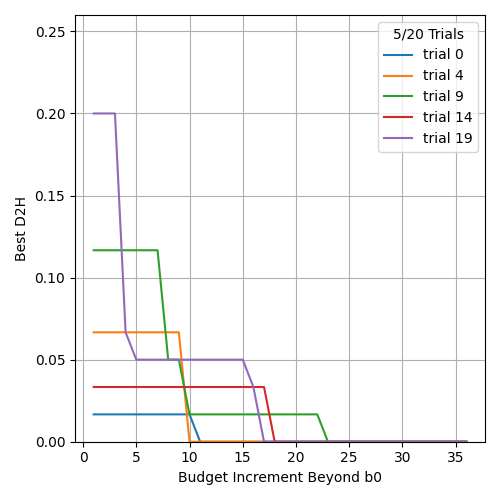 0.25
0.20
0.15
0.10
0.05
0.00
Best D2H
5/20 Trials
trial 0
trial 4
trial 9
trial 14
trial 19
0 5 10 15 20 25 30 35
Budget Increment Beyond b0